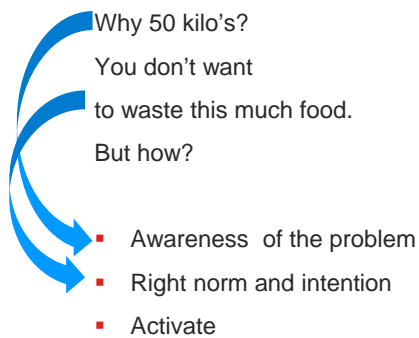 Why 50 kilo's?
You don't want
to waste this much food.
But how?
▪ Awareness of the problem
▪ Right norm and intention
▪ Activate